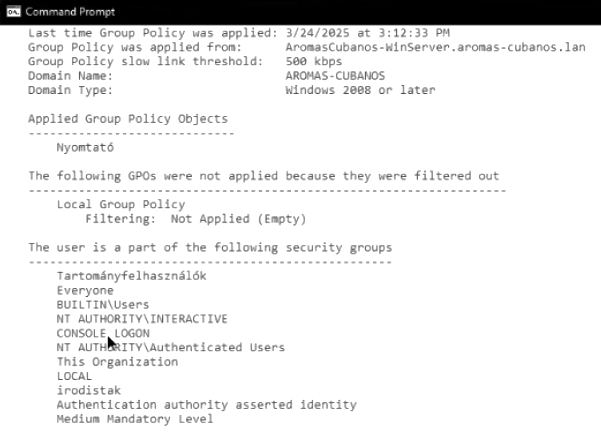 Command Prompt
Last time Group Policy was applied: 3/24/2025 at 3:12:33 PM
Group Policy was applied from:      AromasCubanos-WinServer.aromas-cubanos.lan
Group Policy slow link threshold:   500 kbps
Domain Name:                        AROMAS-CUBANOS
Domain Type:                        Windows 2008 or later
Applied Group Policy Objects
-----------------------------
Nyomtató
The following GPOs were not applied because they were filtered out
-------------------------------------------------------------------
Local Group Policy
Filtering:  Not Applied (Empty)
The user is a part of the following security groups
---------------------------------------------------
Tartományfelhasználók
Everyone
BUILTIN\Users
NT AUTHORITY\INTERACTIVE
CONSOLE LOGON
NT AUTHORITY\Authenticated Users
This Organization
LOCAL
irodistak
Authentication authority asserted identity
Medium Mandatory Level